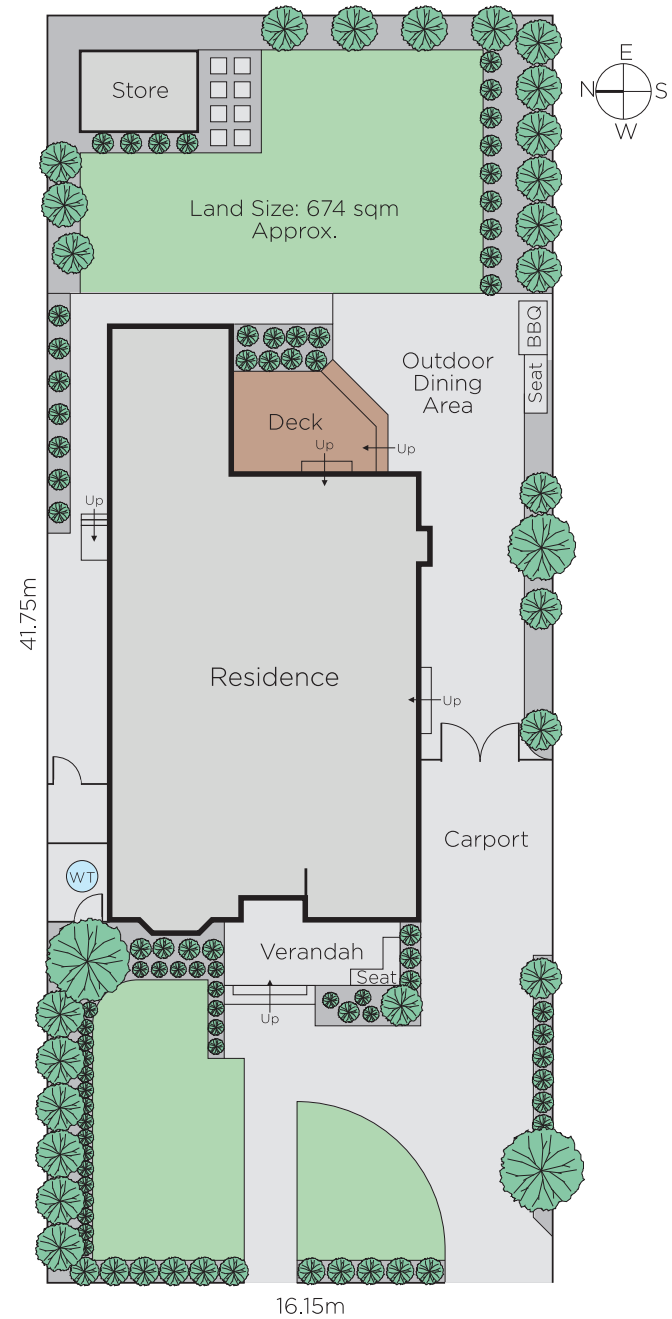 Store
E
N
S
W
Land Size: 674 sqm
Approx.
BBQ
Seat
Outdoor
Dining
Area
Deck
Up
Up
Up
41.75m
Residence
Up
Carport
WT
Verandah
Seat
Up
16.15m